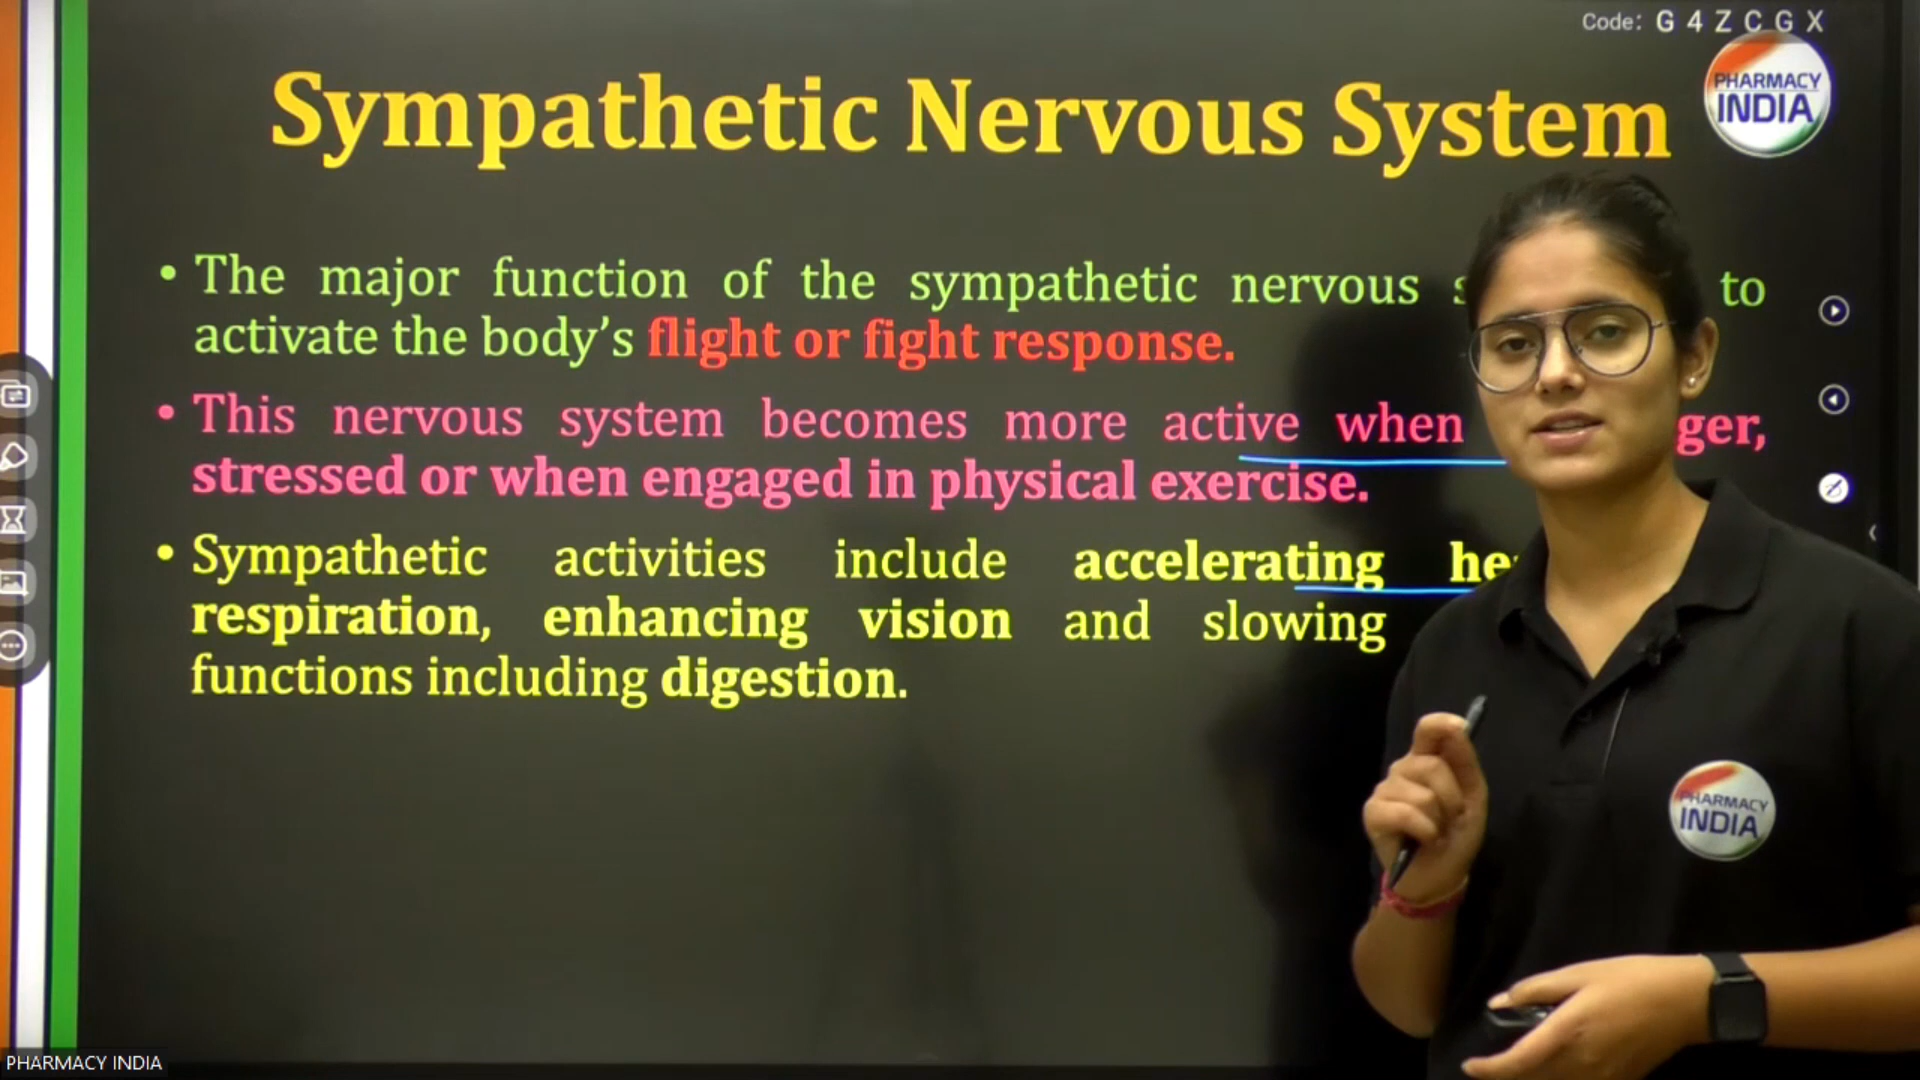 Code: G 4 Z C G X
PHARMACY
INDIA
Sympathetic Nervous System
• The major function of the sympathetic nervous to
activate the body’s flight or fight response.
• This nervous system becomes more active when
stressed or when engaged in physical exercise.
• Sympathetic activities include accelerating
respiration, enhancing vision and slowing
functions including digestion.
PHARMACY
INDIA
PHARMACY INDIA